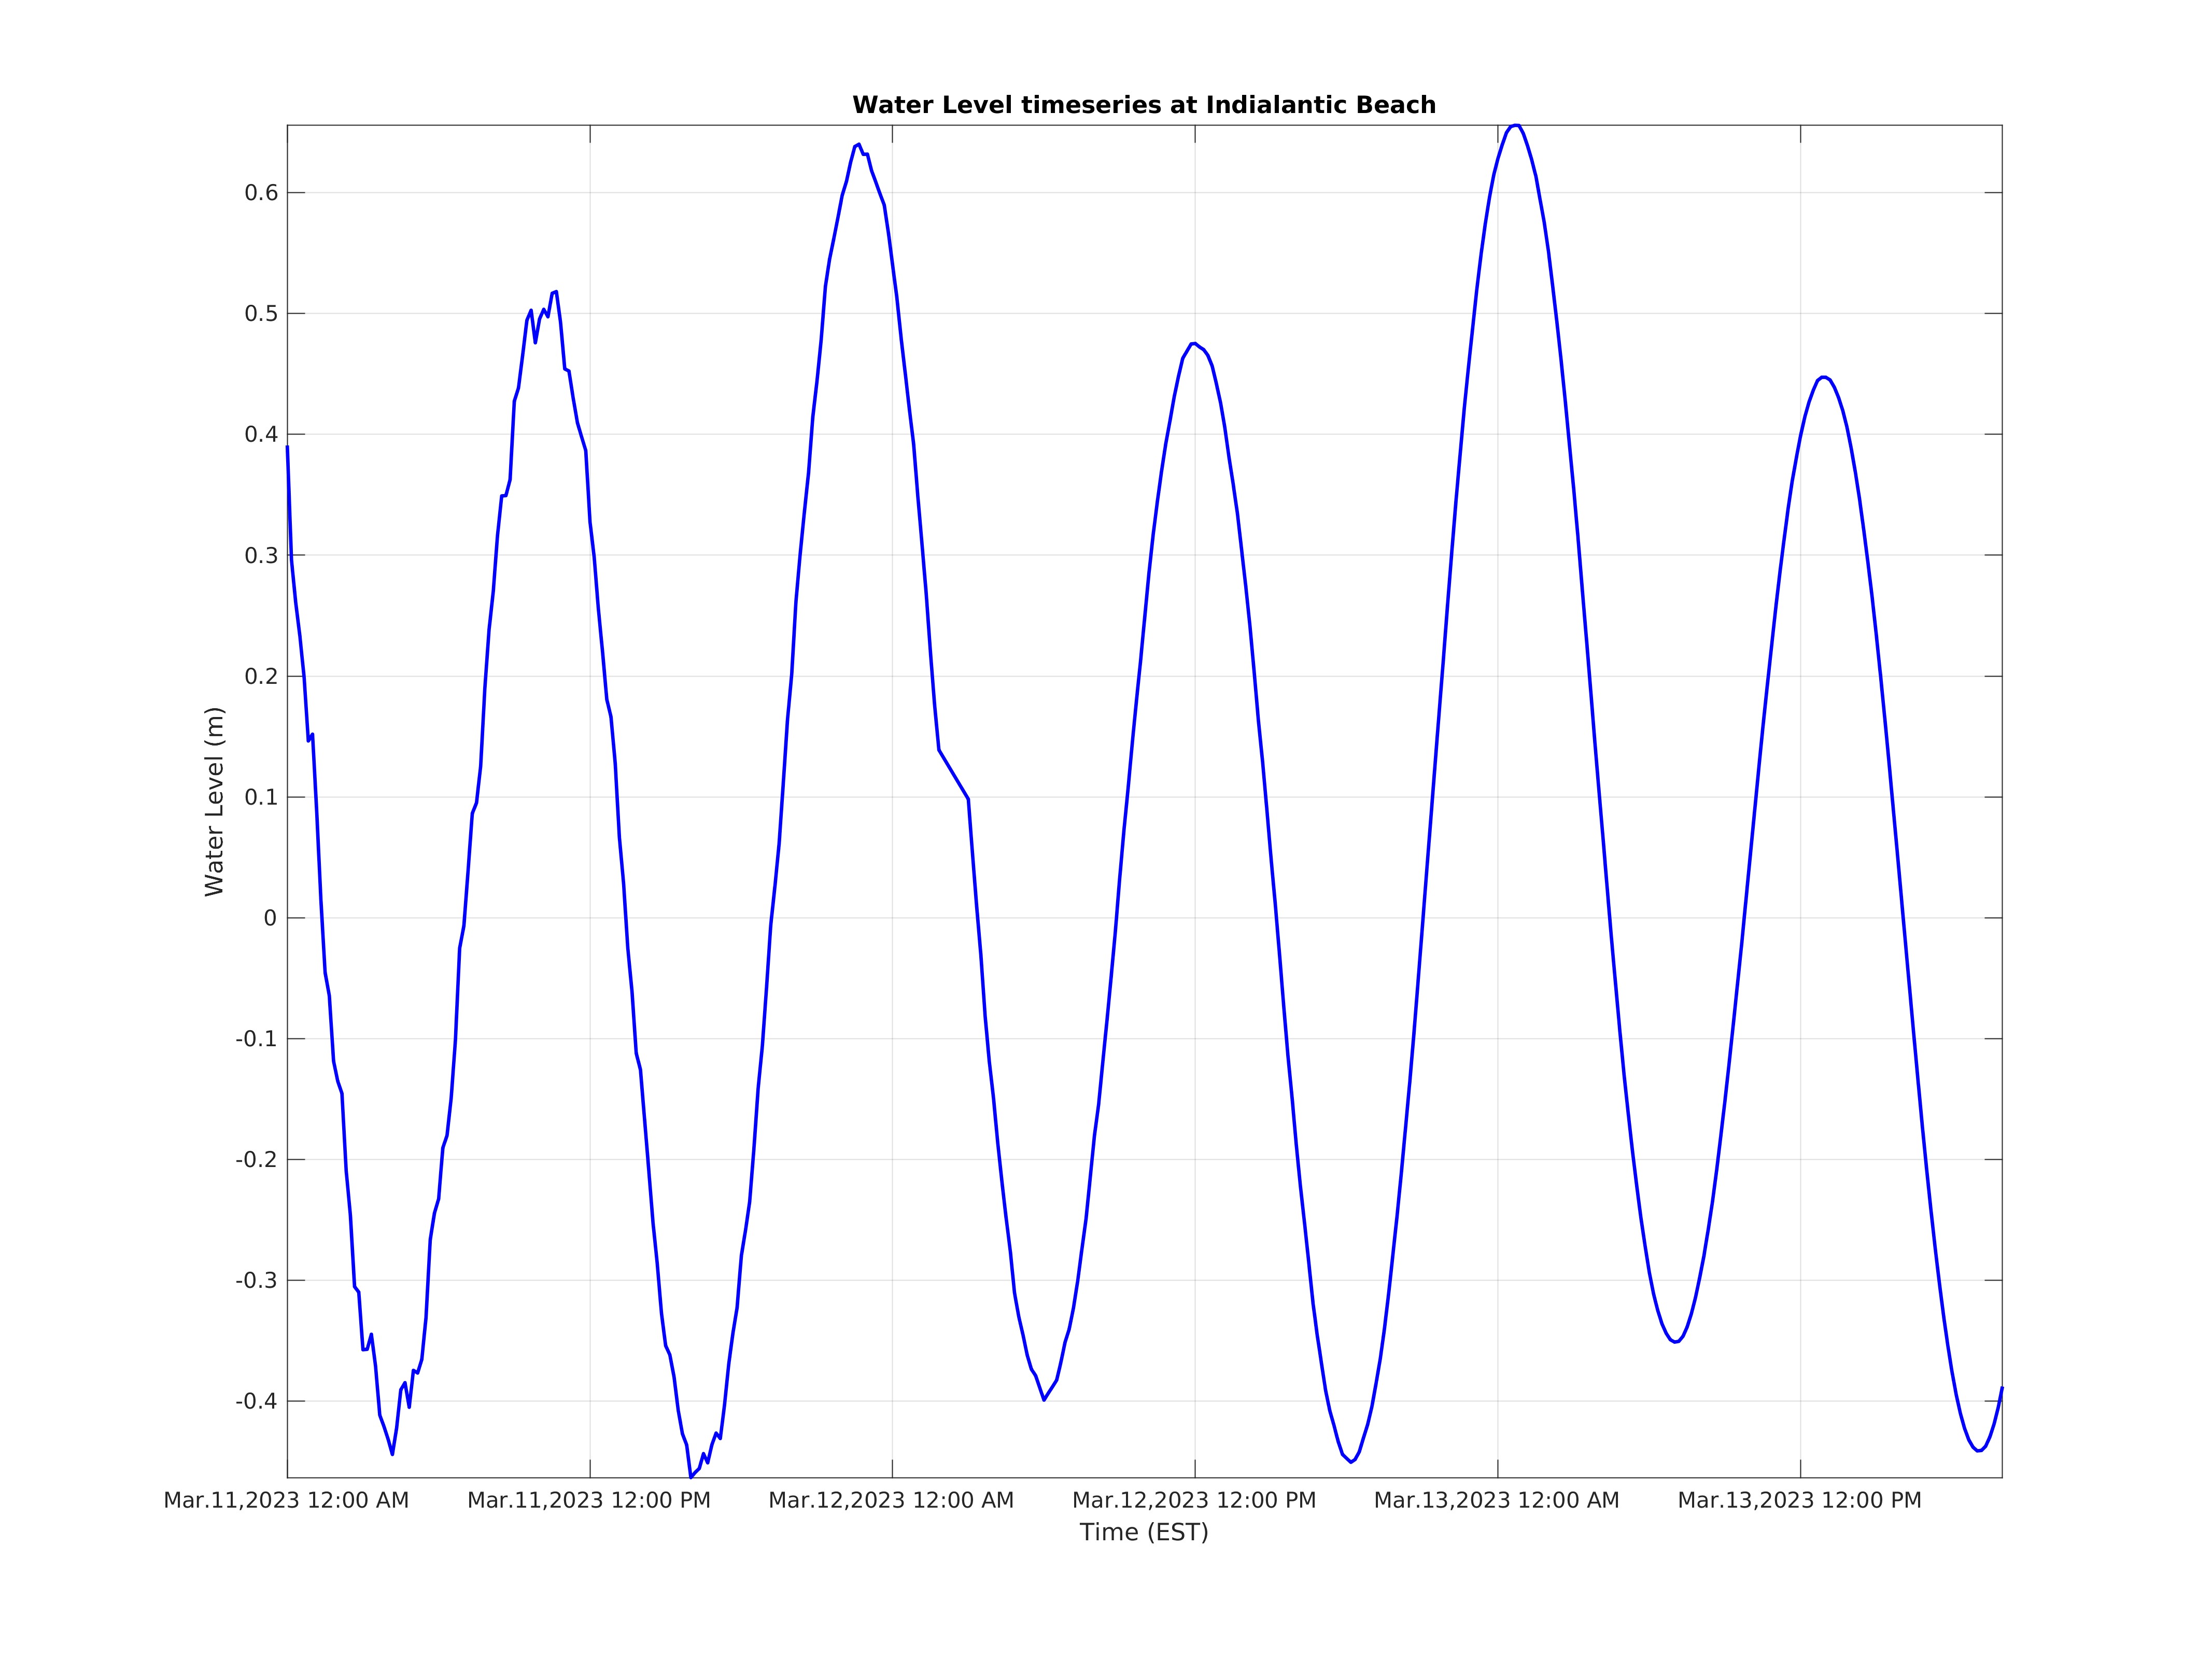 Water Level timeseries at Indialantic Beach
0.6
0.5
0.4
0.3
0.2
0.1
0
-0.1
-0.2
-0.3
-0.4
Water Level (m)
Mar.11,2023 12:00 AM
Mar.11,2023 12:00 PM
Mar.12,2023 12:00 AM
Mar.12,2023 12:00 PM
Mar.13,2023 12:00 AM
Mar.13,2023 12:00 PM
Time (EST)